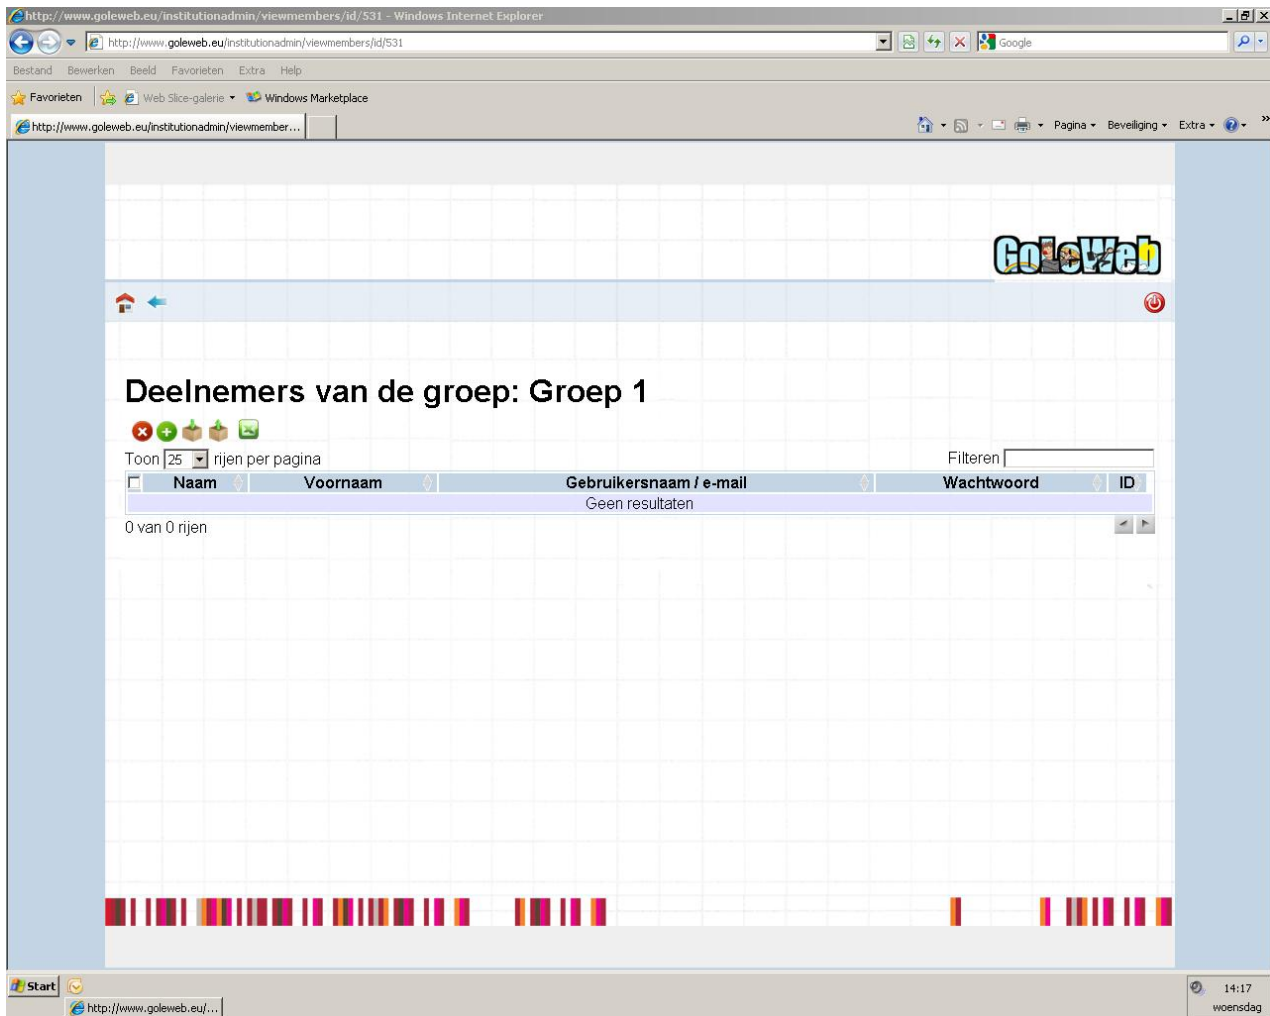 http://www.goleweb.eu/institutionadmin/viewmembers/id/531 - Windows Internet Explorer
http://www.goleweb.eu/institutionadmin/viewmembers/id/531
Google
Bestand Bewerken Beeld Favorieten Extra Help
Favorieten Web Slice-galerie Windows Marketplace
http://www.goleweb.eu/institutionadmin/viewmember... Pagina Beveiliging Extra »
GoLeWeb
Deelnemers van de groep: Groep 1
Toon 25 rijen per pagina Filteren
Naam Voornaam Gebruikersnaam / e-mail Wachtwoord ID
Geen resultaten
0 van 0 rijen
Start 14:17
http://www.goleweb.eu/... woensdag